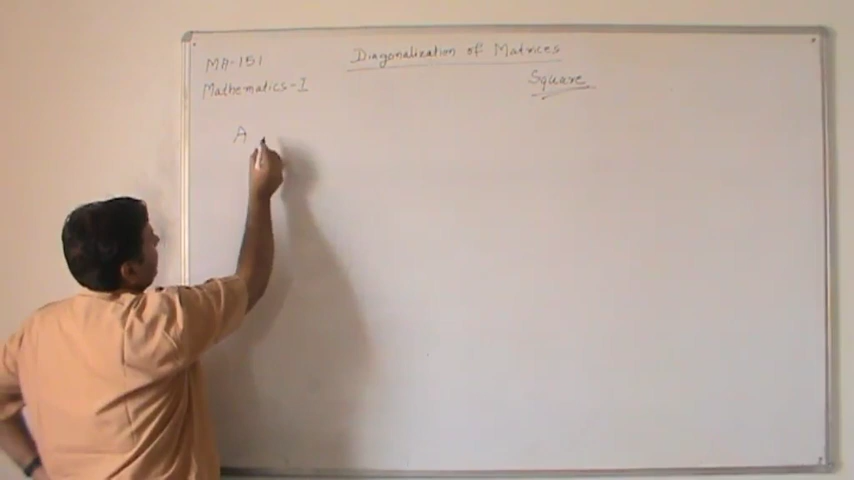 MA-151
Diagonalization of Matrices
Mathematics-I
Square
A